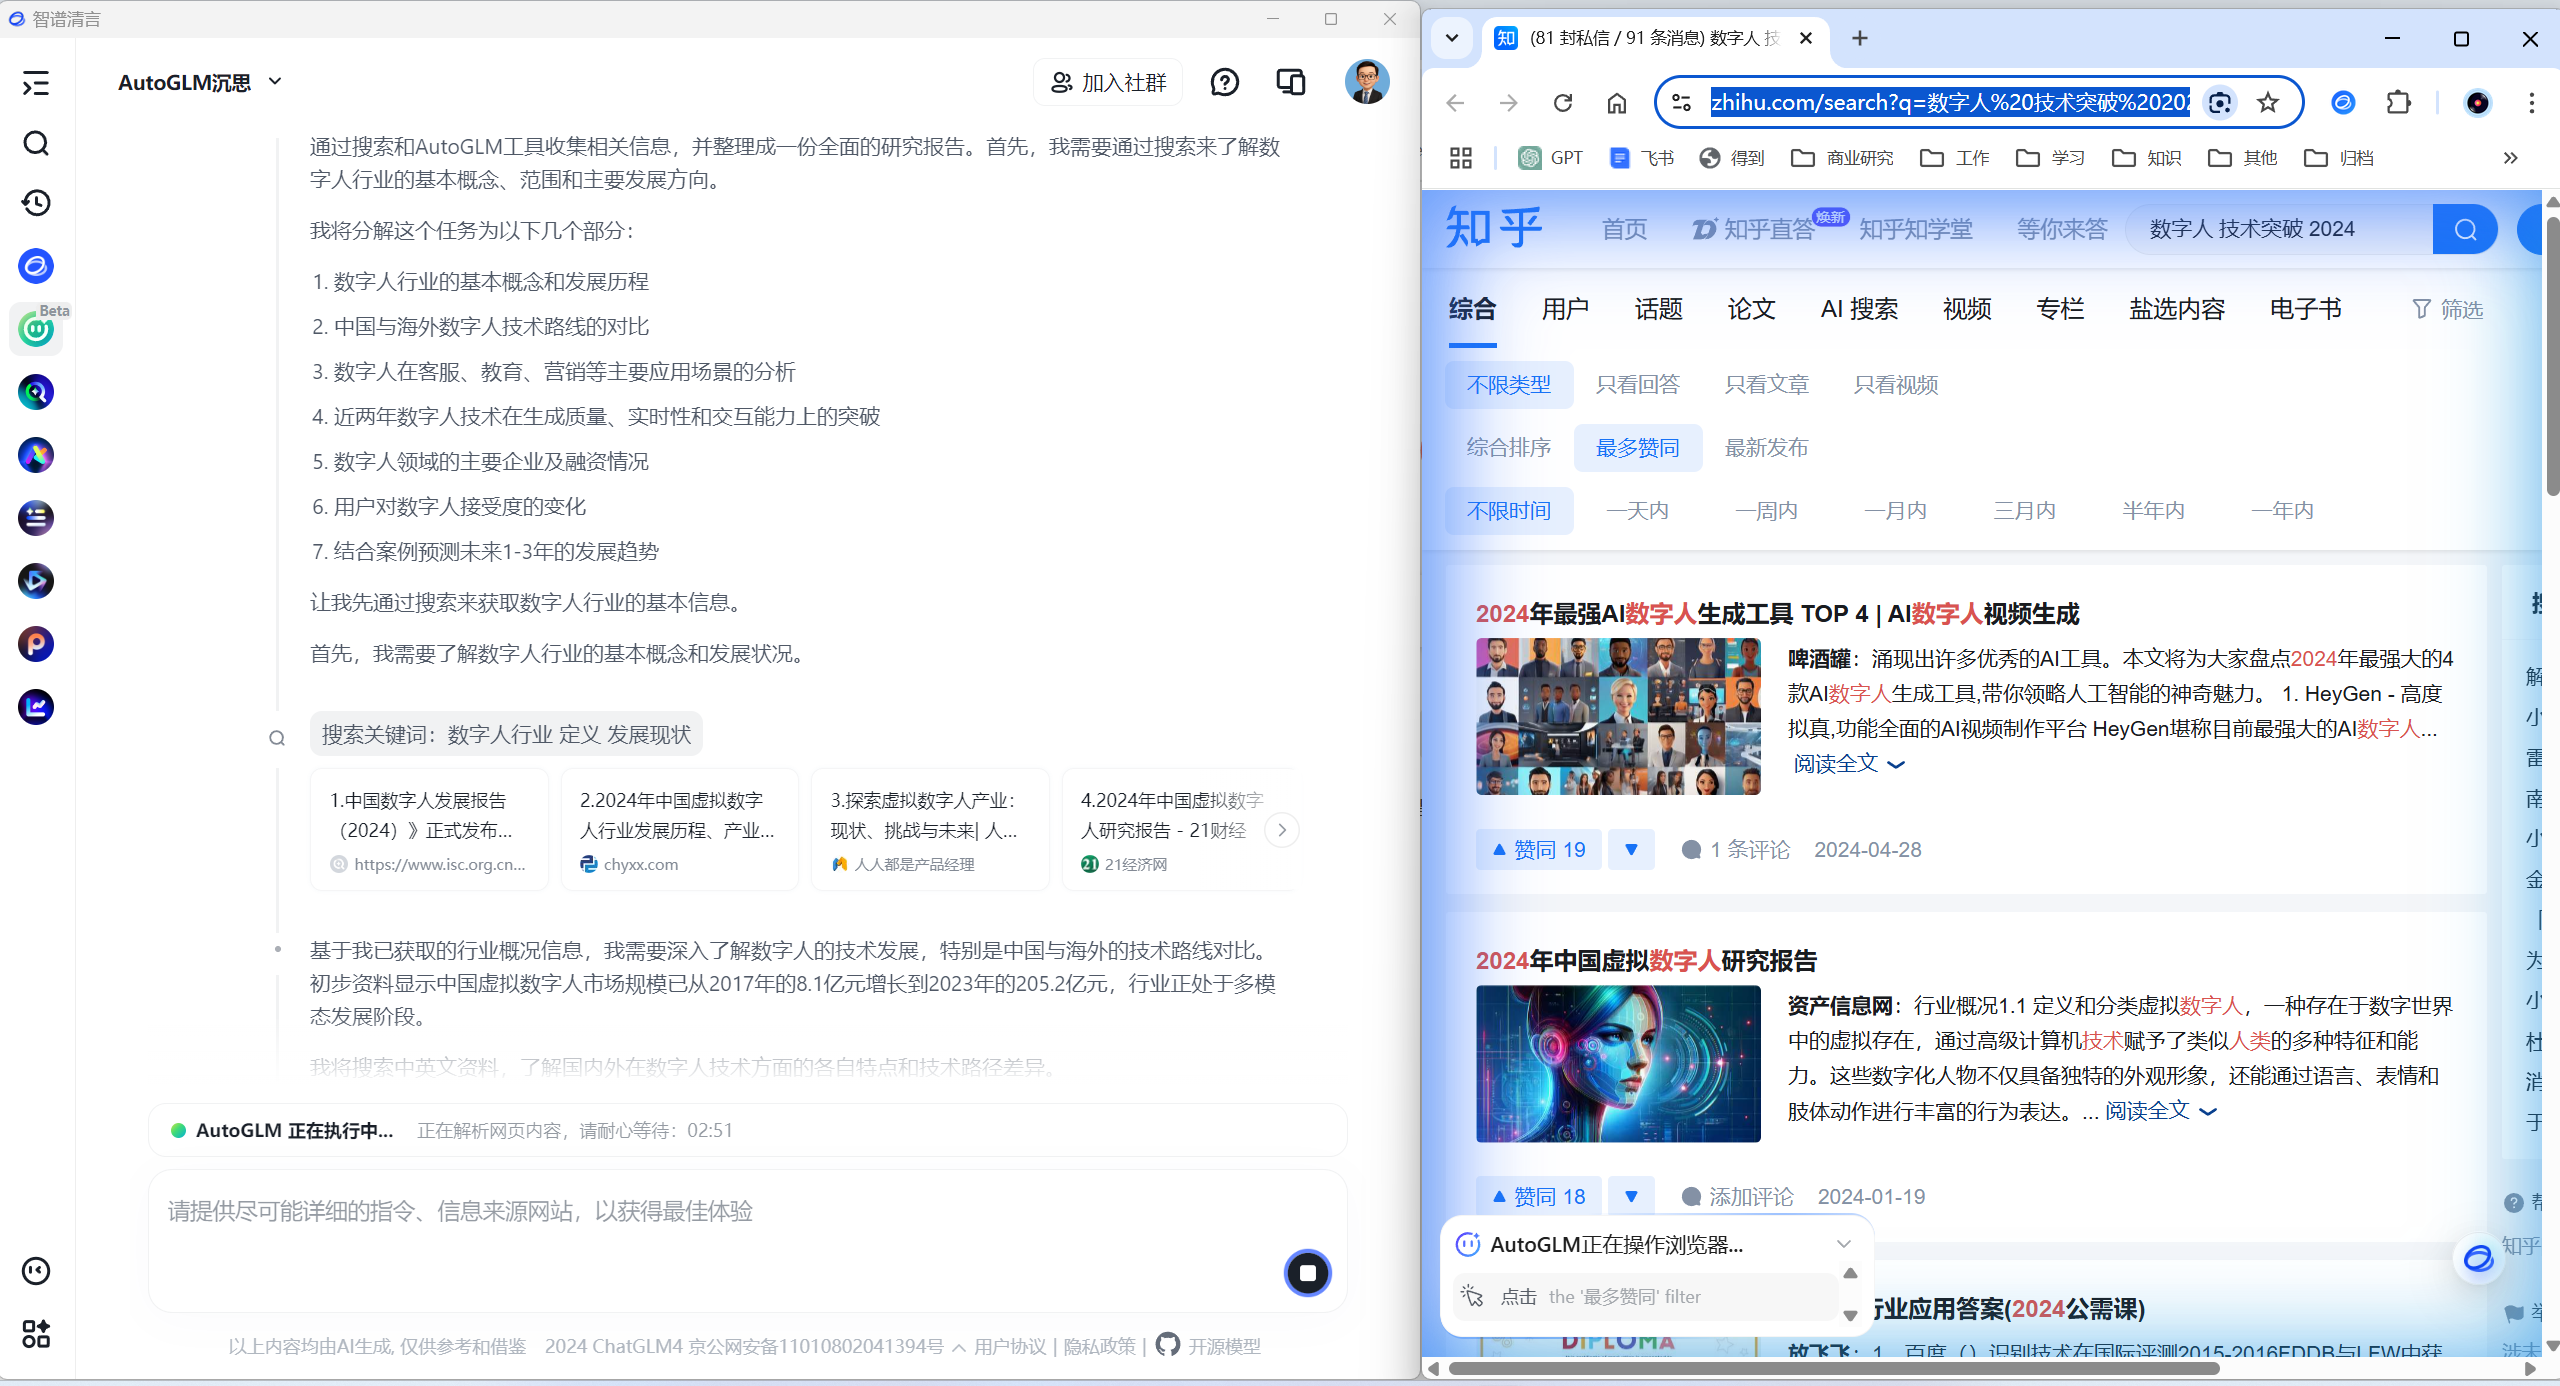 智谱清言
AutoGLM沉思
加入社群
Beta
通过搜索和AutoGLM工具收集相关信息，并整理成一份全面的研究报告。首先，我需要通过搜索来了解数
字人行业的基本概念、范围和主要发展方向。
我将分解这个任务为以下几个部分：
1. 数字人行业的基本概念和发展历程
2. 中国与海外数字人技术路线的对比
3. 数字人在客服、教育、营销等主要应用场景的分析
4. 近两年数字人技术在生成质量、实时性和交互能力上的突破
5. 数字人领域的主要企业及融资情况
6. 用户对数字人接受度的变化
7. 结合案例预测未来1-3年的发展趋势
让我先通过搜索来获取数字人行业的基本信息。
首先，我需要了解数字人行业的基本概念和发展状况。
搜索关键词：数字人行业 定义 发展现状
1.中国数字人发展报告
（2024）》正式发布...
https://www.isc.org.cn...
2.2024年中国虚拟数字
人行业发展历程、产业...
chyxx.com
3.探索虚拟数字人产业：
现状、挑战与未来| 人...
人人都是产品经理
4.2024年中国虚拟数字
人研究报告 - 21财经
21经济网
基于我已获取的行业概况信息，我需要深入了解数字人的技术发展，特别是中国与海外的技术路线对比。
初步资料显示中国虚拟数字人市场规模已从2017年的8.1亿元增长到2023年的205.2亿元，行业正处于多模
态发展阶段。
我将搜索中英文资料，了解国内外在数字人技术方面的各自特点和技术路径差异。
AutoGLM 正在执行中... 正在解析网页内容，请耐心等待：02:51
请提供尽可能详细的指令、信息来源网站，以获得最佳体验
以上内容均由AI生成, 仅供参考和借鉴 2024 ChatGLM4 京公网安备11010802041394号 用户协议 | 隐私政策 | 开源模型
(81 封私信 / 91 条消息) 数字人 技
zhihu.com/search?q=数字人%20技术突破%20202
GPT 飞书 得到 商业研究 工作 学习 知识 其他 归档
知乎 首页 知乎直答 焕新 知乎知学堂 等你来答 数字人 技术突破 2024
综合 用户 话题 论文 AI 搜索 视频 专栏 盐选内容 电子书 筛选
不限类型 只看回答 只看文章 只看视频
综合排序 最多赞同 最新发布
不限时间 一天内 一周内 一月内 三月内 半年内 一年内
2024年最强AI数字人生成工具 TOP 4 | AI数字人视频生成
啤酒罐：涌现出许多优秀的AI工具。本文将为大家盘点2024年最强大的4
款AI数字人生成工具,带你领略人工智能的神奇魅力。 1. HeyGen - 高度
拟真,功能全面的AI视频制作平台 HeyGen堪称目前最强大的AI数字人...
阅读全文
赞同 19 1 条评论 2024-04-28
2024年中国虚拟数字人研究报告
资产信息网：行业概况1.1 定义和分类虚拟数字人，一种存在于数字世界
中的虚拟存在，通过高级计算机技术赋予了类似人类的多种特征和能
力。这些数字化人物不仅具备独特的外观形象，还能通过语言、表情和
肢体动作进行丰富的行为表达。... 阅读全文
赞同 18 添加评论 2024-01-19
AutoGLM正在操作浏览器...
点击 the '最多赞同' filter
行业应用答案(2024公需课)
DIPLOMA
放飞飞：1、百度（）识别技术在国际评测2015-2016FDDB与LFW中获
解
小
雷
南
小
金
为
小
杜
消
于
知乎